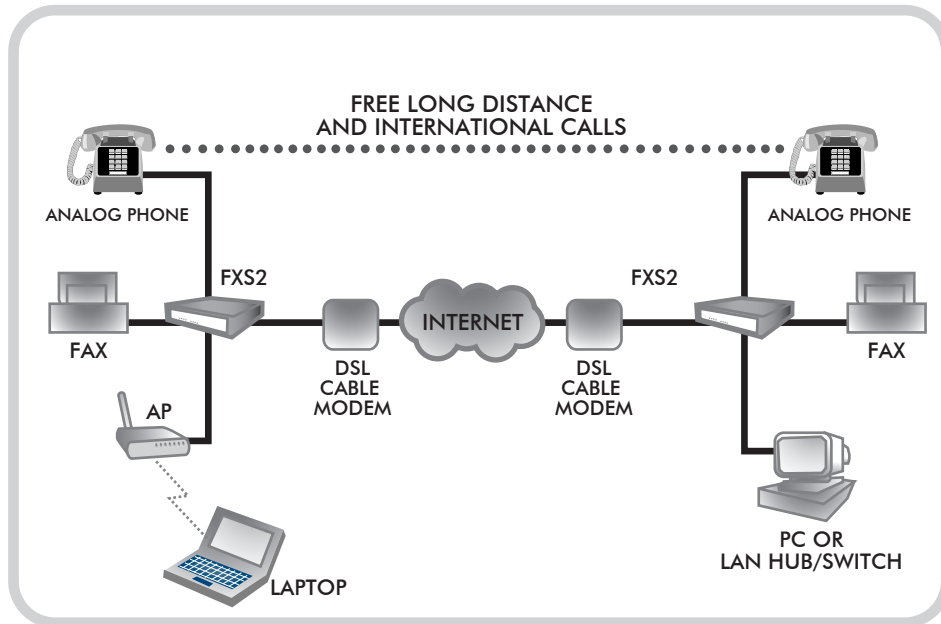 FREE LONG DISTANCE
AND INTERNATIONAL CALLS
ANALOG PHONE
ANALOG PHONE
FXS2
FXS2
INTERNET
FAX
DSL
CABLE
MODEM
DSL
CABLE
MODEM
FAX
AP
LAPTOP
PC OR
LAN HUB/SWITCH